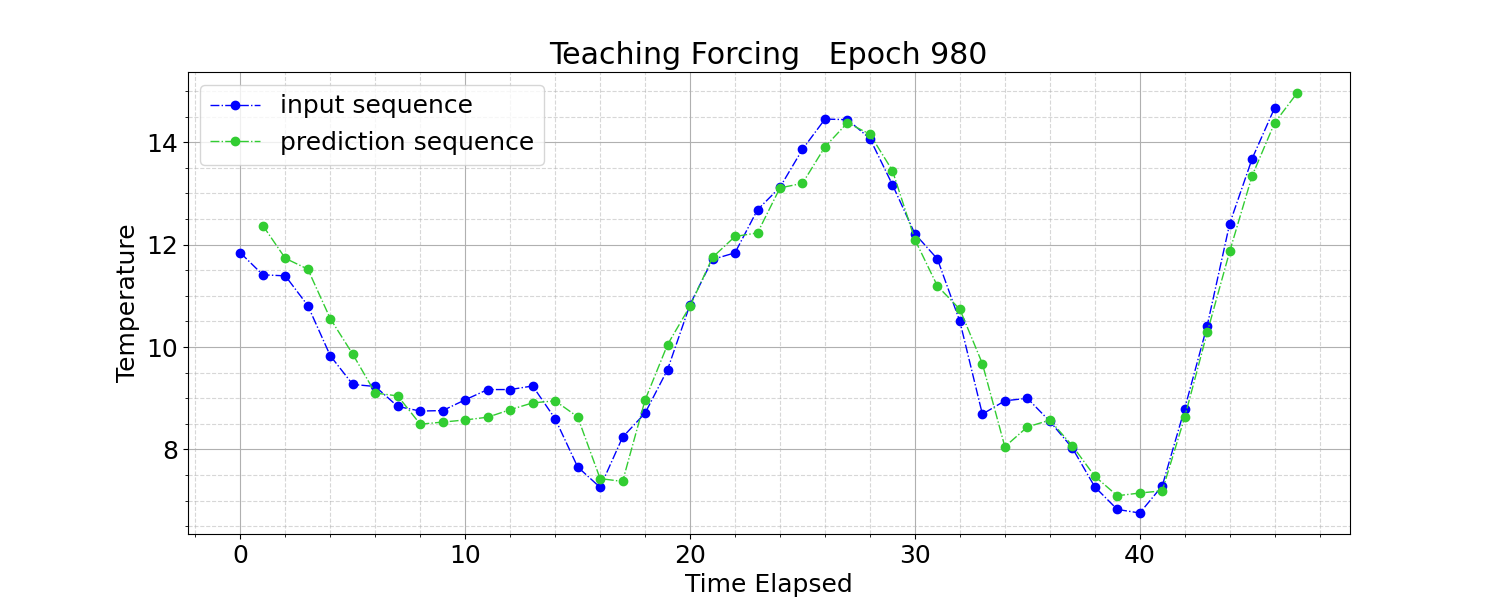 Teaching Forcing   Epoch 980
input sequence
prediction sequence
Temperature
14
12
10
8
0 10 20 30 40
Time Elapsed